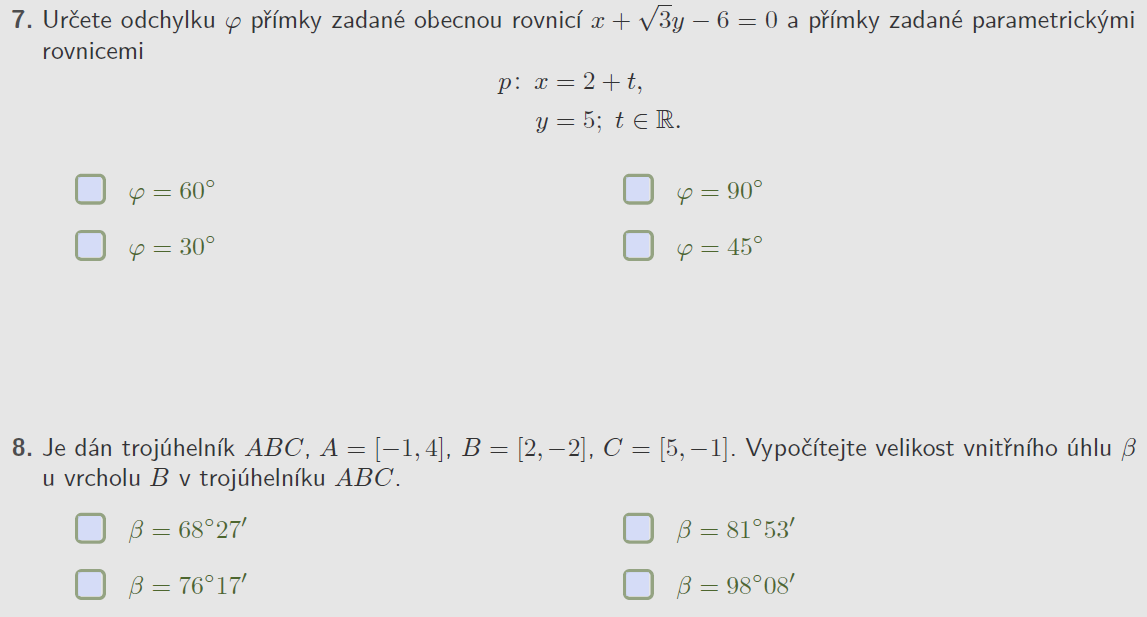 7. Určete odchylku φ přímky zadané obecnou rovnicí x + √3y − 6 = 0 a přímky zadané parametrickými
rovnicemi
p: x = 2 + t,
y = 5; t ∈ ℝ.
φ = 60° φ = 90°
φ = 30° φ = 45°
8. Je dán trojúhelník ABC, A = [−1, 4], B = [2, −2], C = [5, −1]. Vypočítejte velikost vnitřního úhlu β
u vrcholu B v trojúhelníku ABC.
β = 68°27′ β = 81°53′
β = 76°17′ β = 98°08′